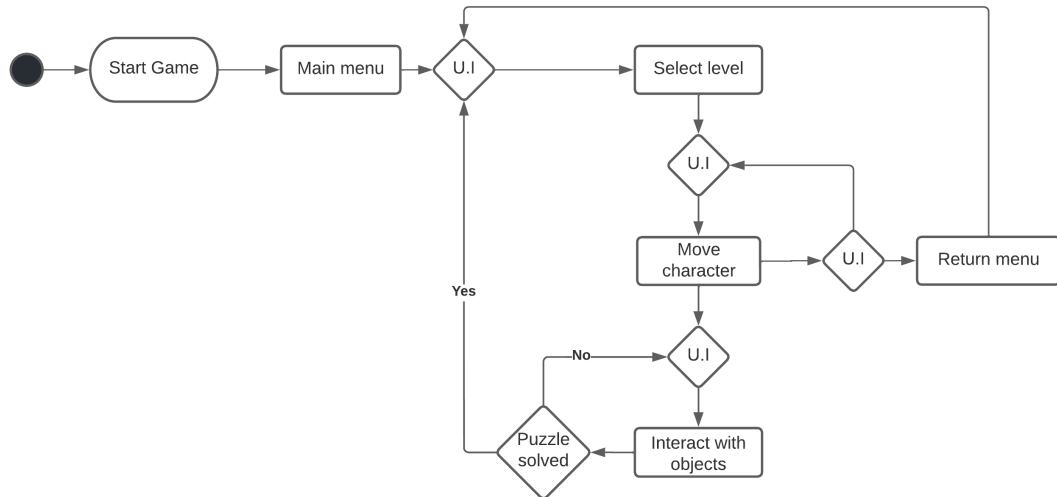 Start Game
Main menu
U.I
Select level
U.I
Move
character
U.I
Return menu
Yes
U.I
No
Puzzle
solved
Interact with
objects